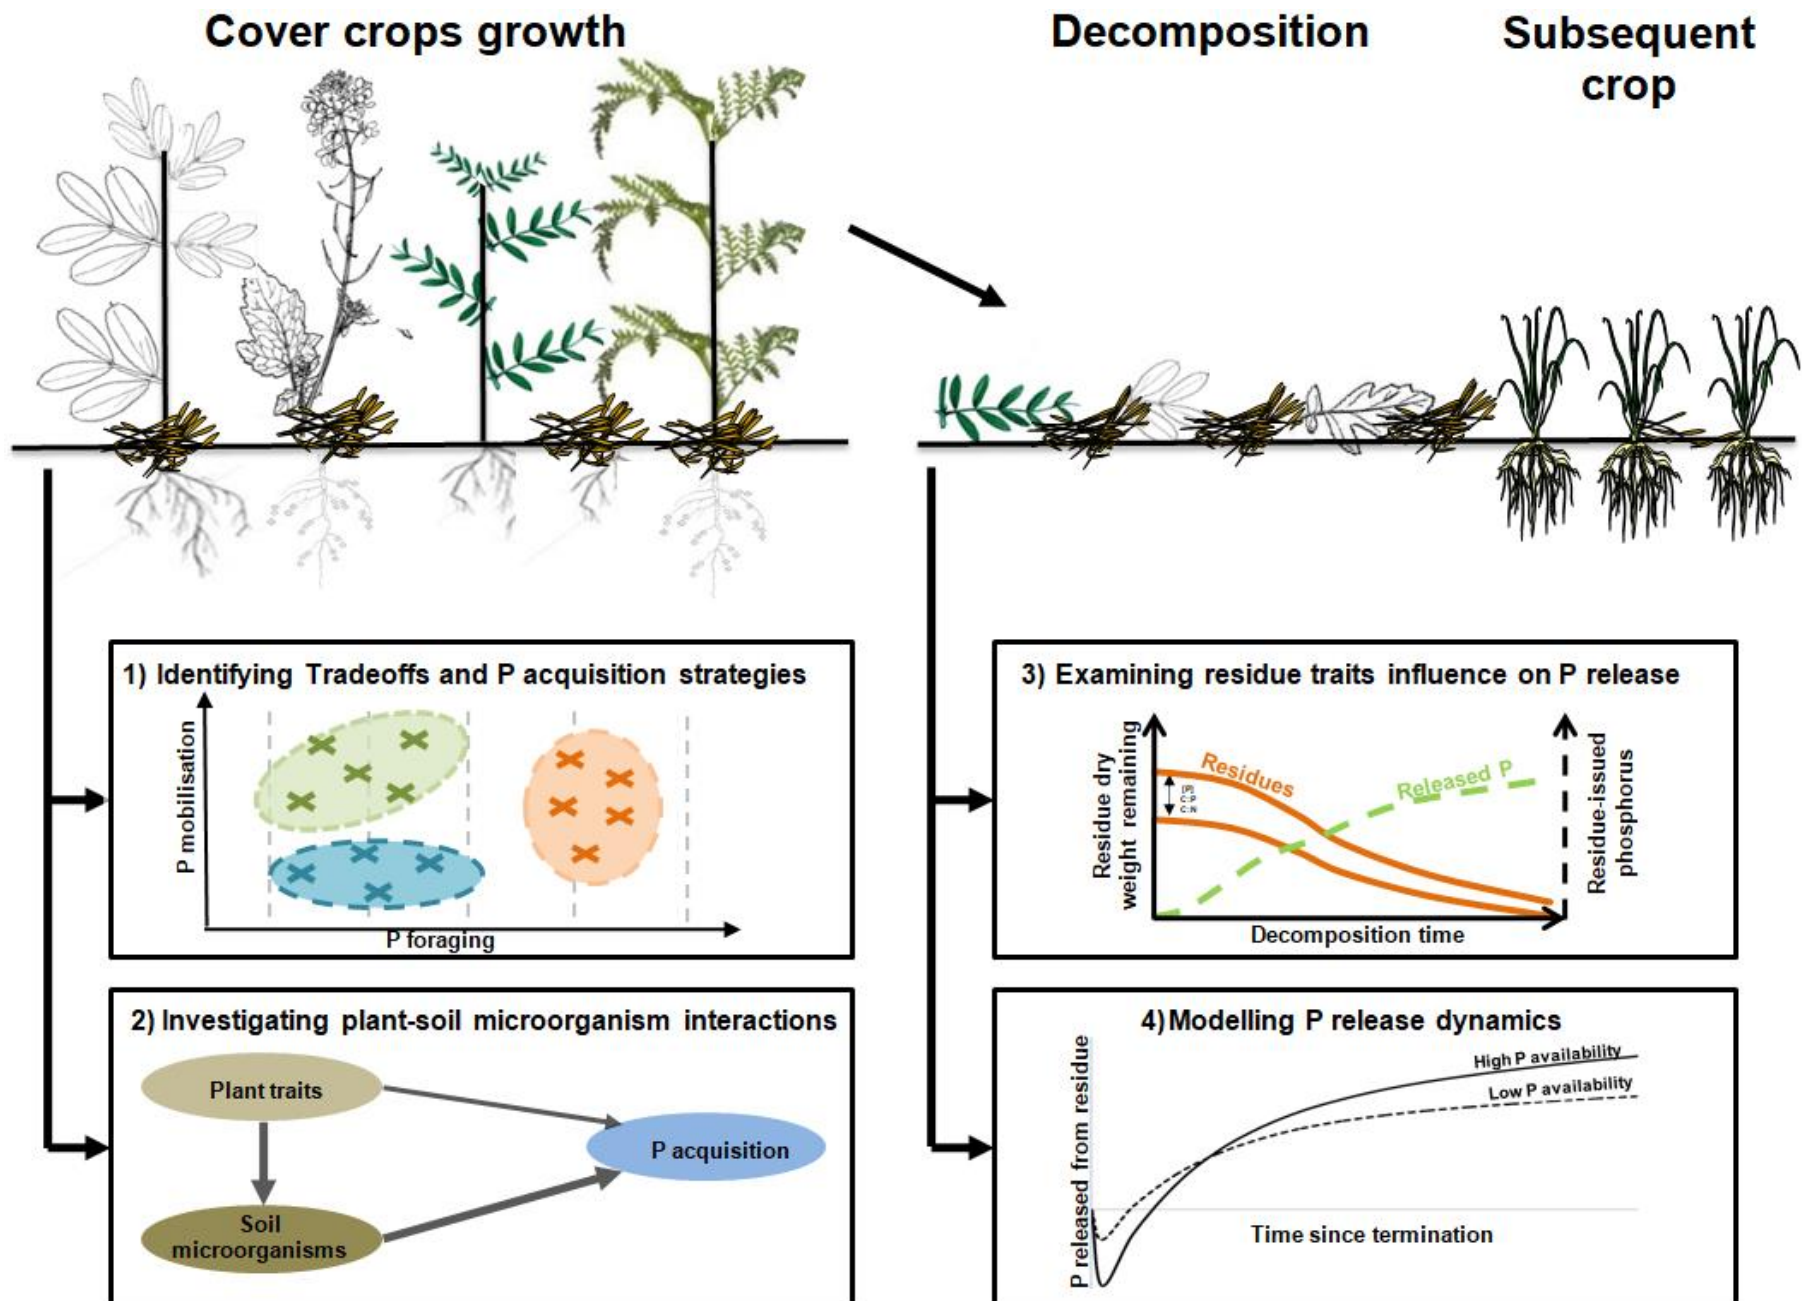 Cover crops growth
Decomposition
Subsequent
crop
1) Identifying Tradeoffs and P acquisition strategies
P mobilisation
P foraging
2) Investigating plant-soil microorganism interactions
Plant traits
P acquisition
Soil
microorganisms
3) Examining residue traits influence on P release
Residue dry
weight remaining
[P]
C:P
C:N
Residues
Released P
Residue-issued
phosphorus
Decomposition time
4) Modelling P release dynamics
P released from residue
High P availability
Low P availability
Time since termination